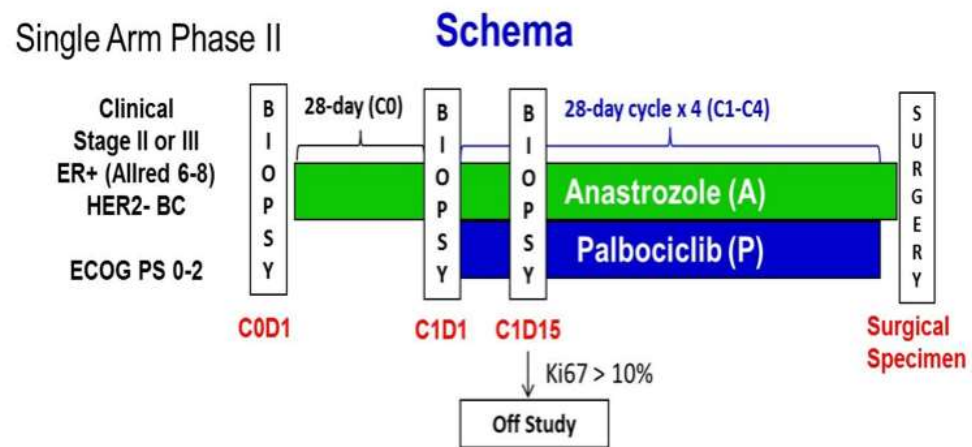 Single Arm Phase II
Schema
Clinical
Stage II or III
ER+ (Allred 6-8)
HER2- BC
ECOG PS 0-2
BIOPSY
28-day (C0)
BIOPSY
BIOPSY
28-day cycle x 4 (C1-C4)
SURGERY
Anastrozole (A)
Palbociclib (P)
C0D1
C1D1
C1D15
Surgical
Specimen
Ki67 > 10%
Off Study